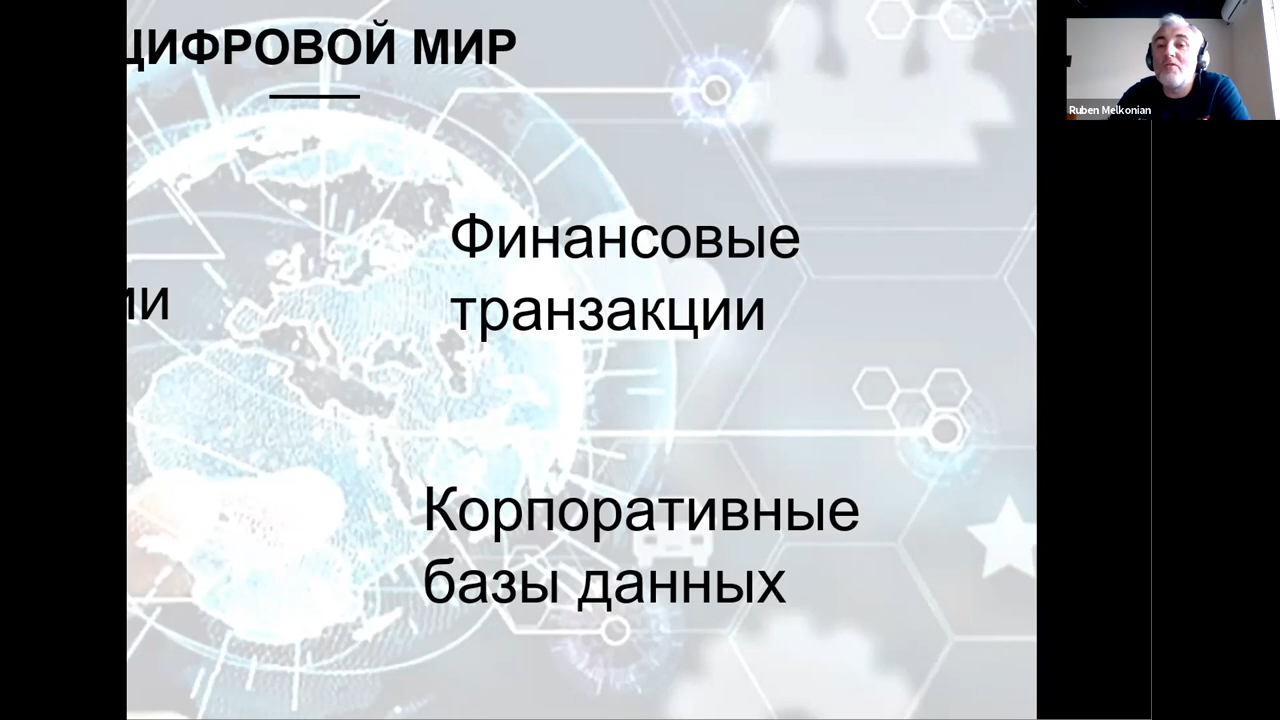 ЦИФРОВОЙ МИР
Ruben Melkonian
Финансовые
транзакции
ии
Корпоративные
базы данных